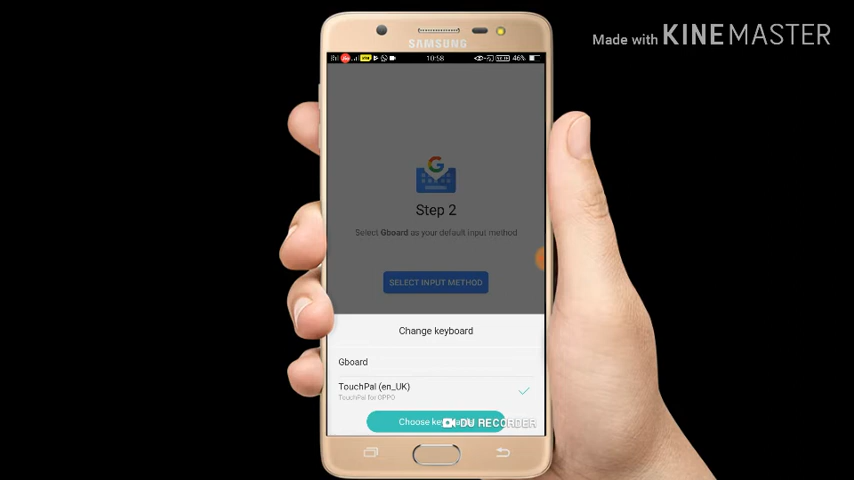 Made with KINEMASTER
SAMSUNG
10:58
46%
Step 2
Select Gboard as your default input method
SELECT INPUT METHOD
Change keyboard
Gboard
TouchPal (en_UK)
TouchPal for OPPO
Choose
DU RECORDER